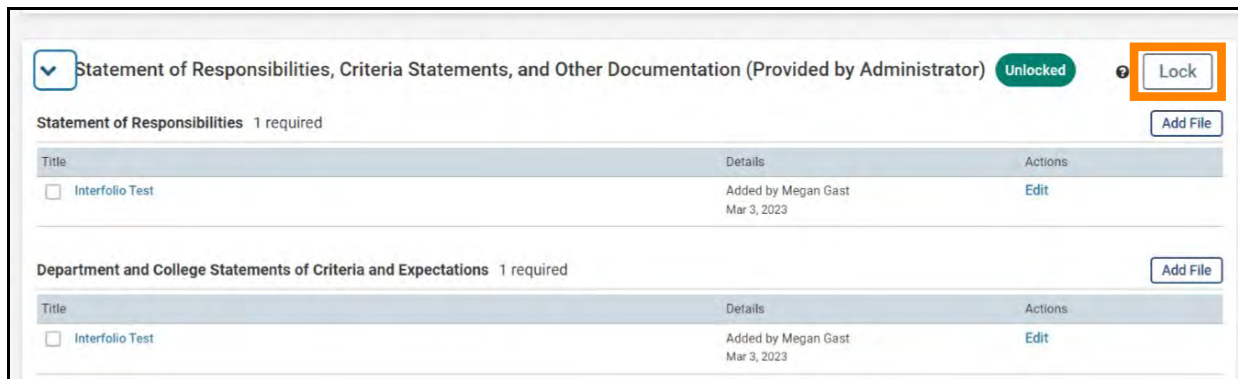 Statement of Responsibilities, Criteria Statements, and Other Documentation (Provided by Administrator) Unlocked ? Lock
Statement of Responsibilities 1 required Add File
Title Details Actions
Interfolio Test Added by Megan Gast Edit
Mar 3, 2023
Department and College Statements of Criteria and Expectations 1 required Add File
Title Details Actions
Interfolio Test Added by Megan Gast Edit
Mar 3, 2023